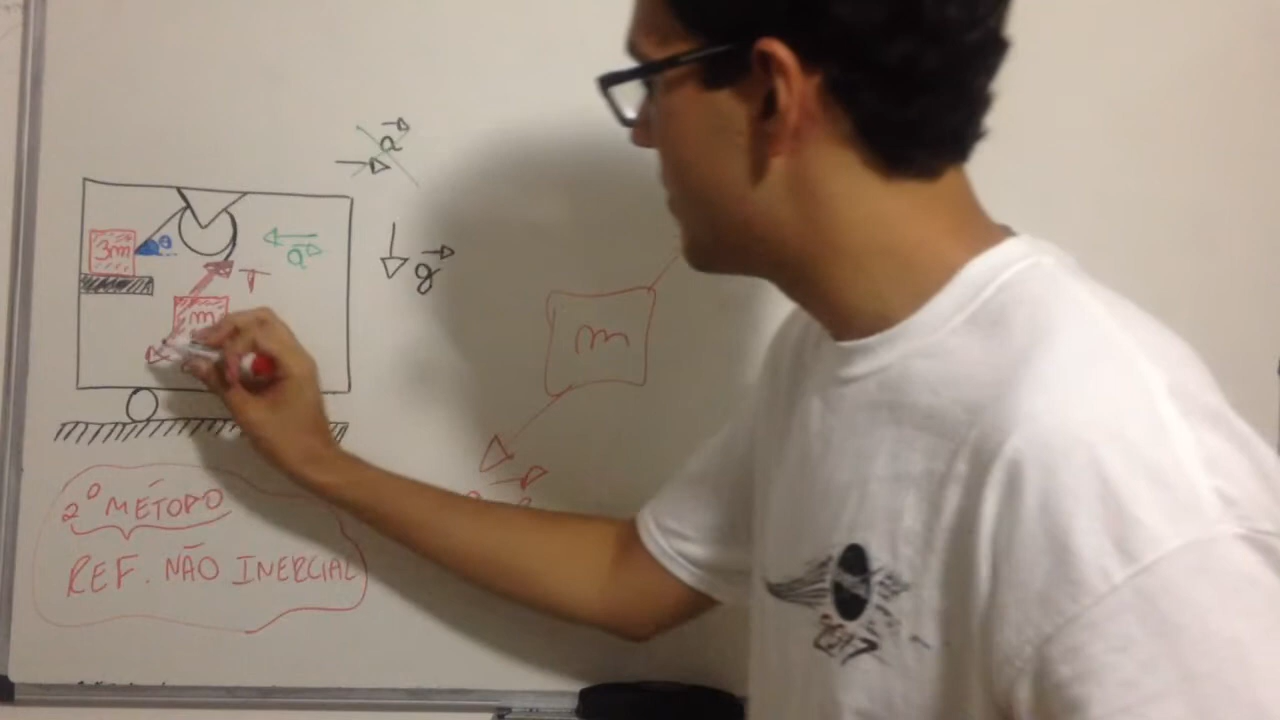 a
3m
θ
a
g
T
m
m
2º MÉTODO
REF. NÃO INERCIAL